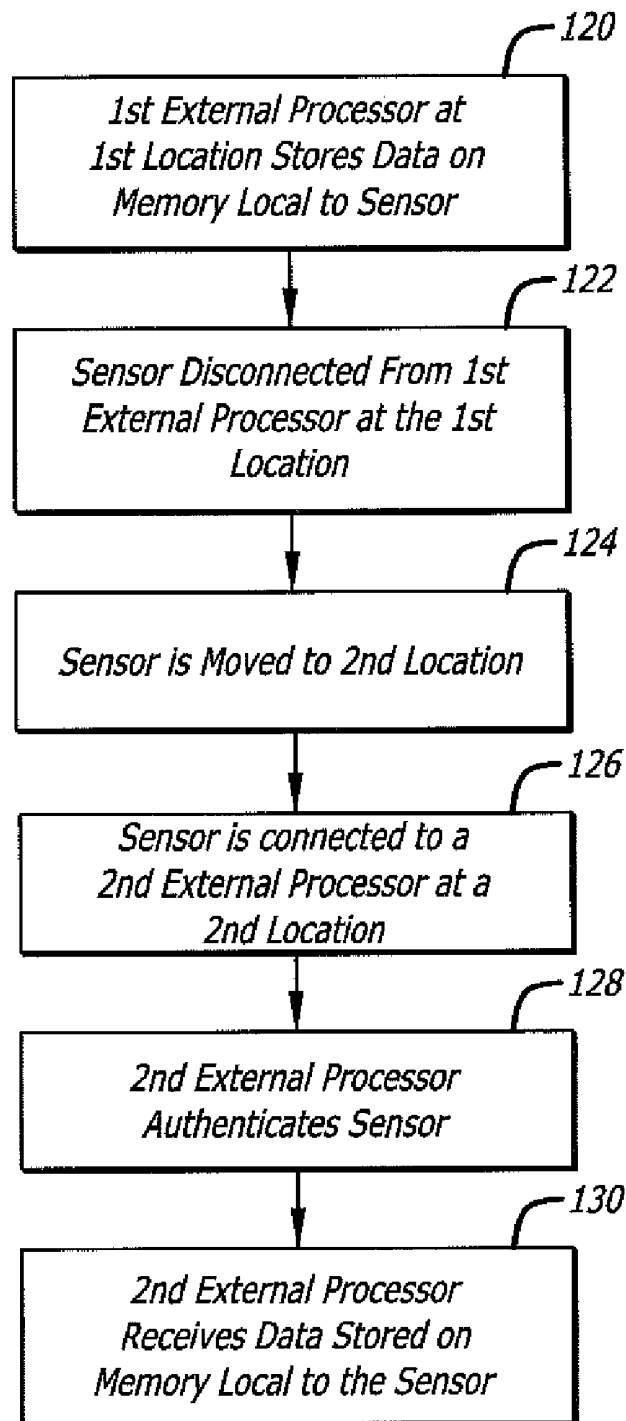 120
1st External Processor at
1st Location Stores Data on
Memory Local to Sensor
122
Sensor Disconnected From 1st
External Processor at the 1st
Location
124
Sensor is Moved to 2nd Location
126
Sensor is connected to a
2nd External Processor at a
2nd Location
128
2nd External Processor
Authenticates Sensor
130
2nd External Processor
Receives Data Stored on
Memory Local to the Sensor